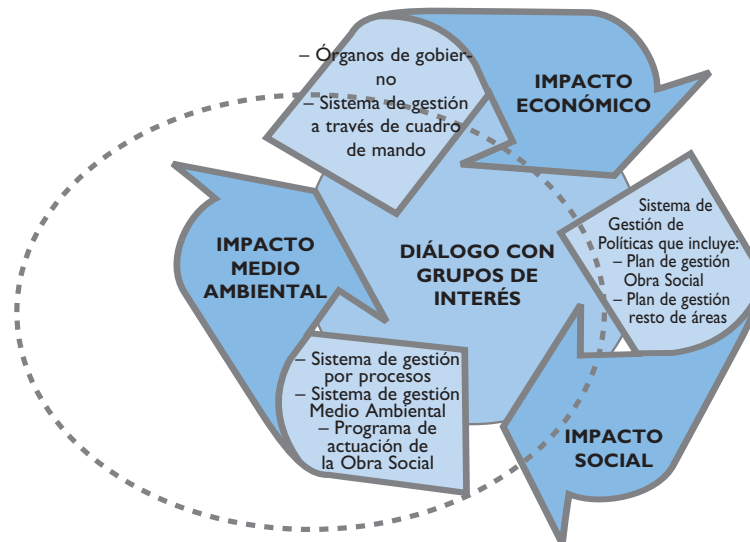 – Órganos de gobier-
no
– Sistema de gestión
a través de cuadro
de mando
IMPACTO
ECONÓMICO
Sistema de
Gestión de
Políticas que incluye:
– Plan de gestión
Obra Social
– Plan de gestión
resto de áreas
IMPACTO
MEDIO
AMBIENTAL
DIÁLOGO CON
GRUPOS DE
INTERÉS
– Sistema de gestión
por procesos
– Sistema de gestión
Medio Ambiental
– Programa de
actuación de
la Obra Social
IMPACTO
SOCIAL